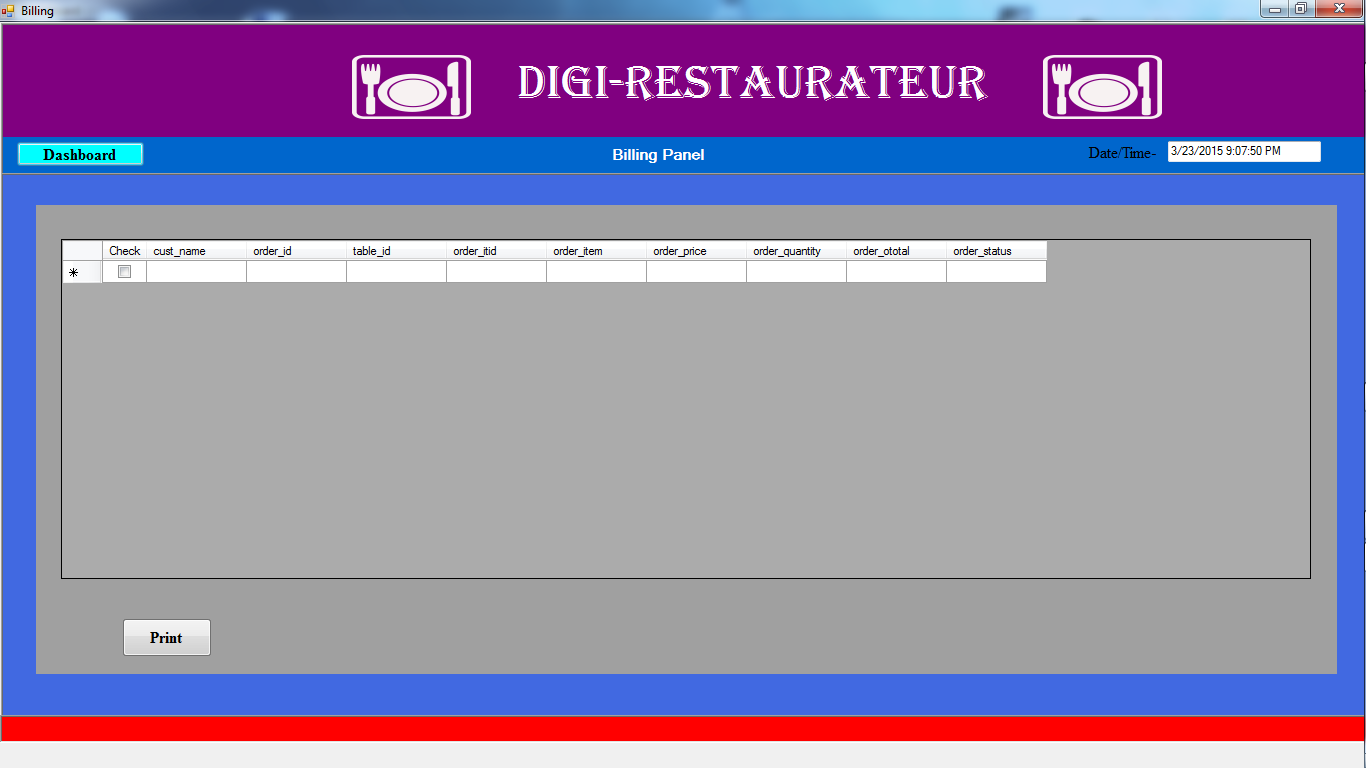 Billing
DIGI-RESTAURATEUR
Dashboard
Billing Panel
Date/Time-
3/23/2015 9:07:50 PM
Check cust_name order_id table_id order_itid order_item order_price order_quantity order_ototal order_status
Print